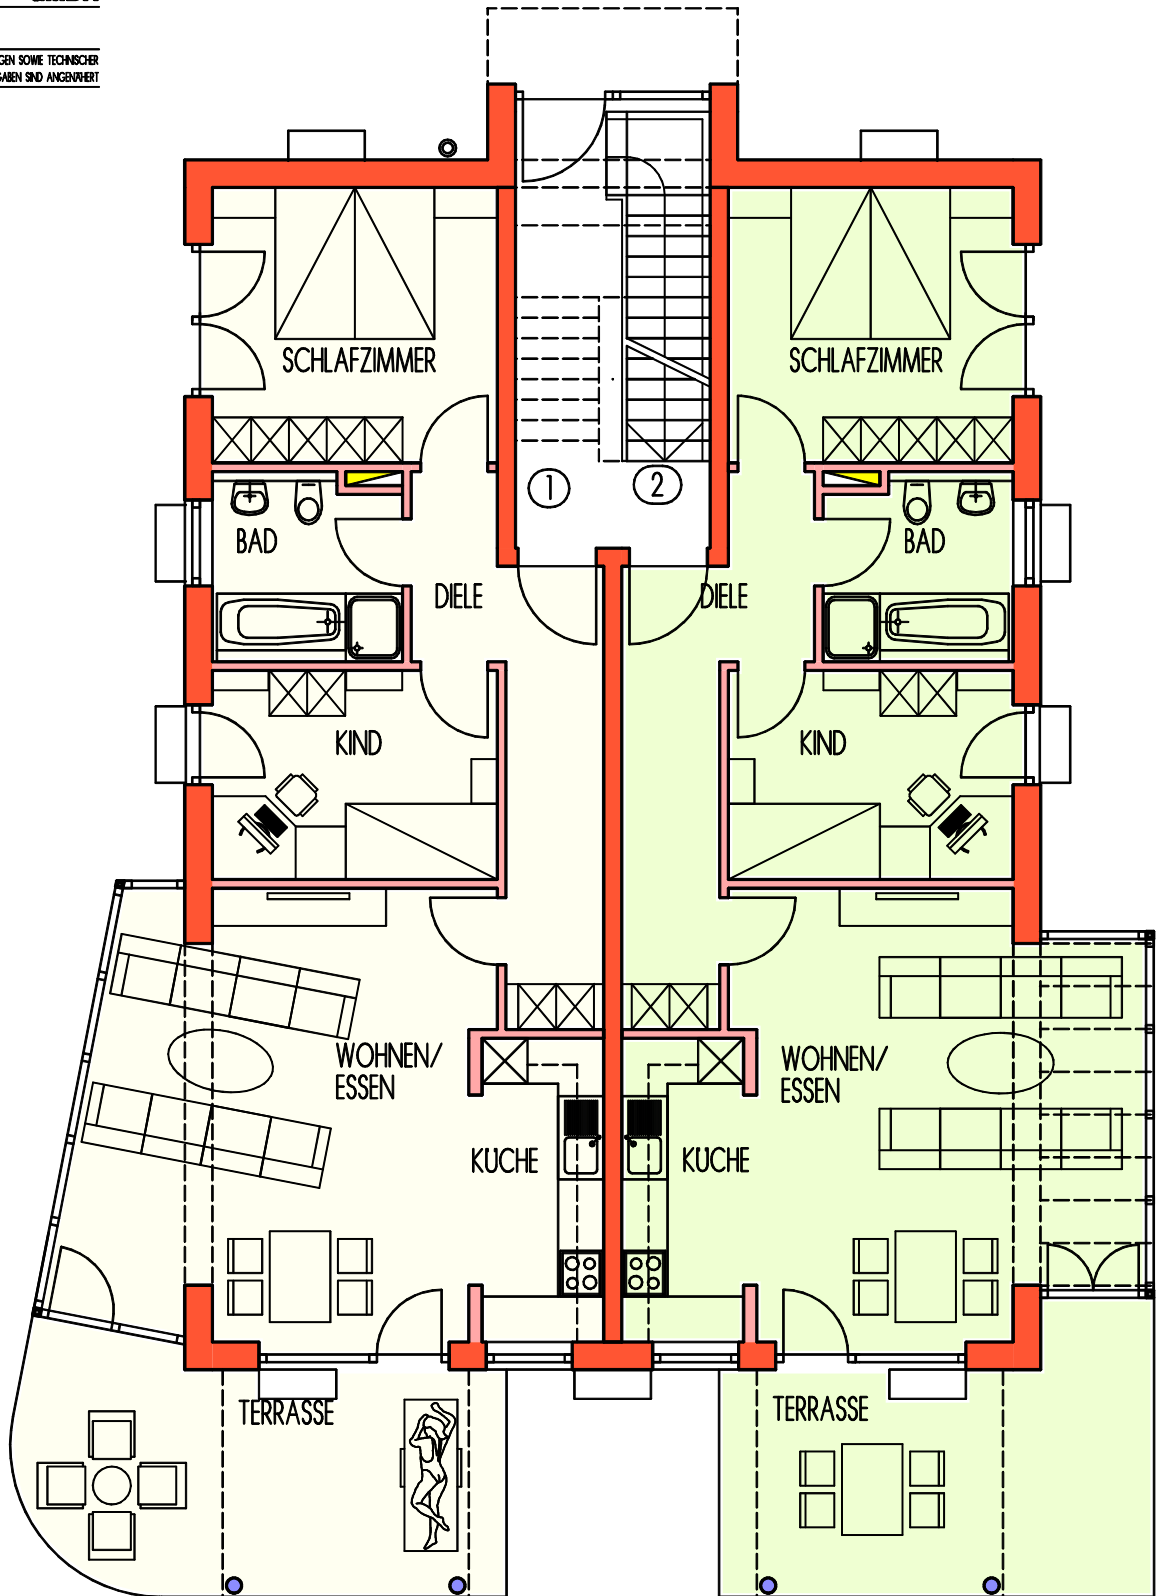 GEN SOWIE TECHNISCHER
GABEN SIND ANGENÄHERT
SCHLAFZIMMER
SCHLAFZIMMER
1
2
BAD
BAD
DIELE
DIELE
KIND
KIND
WOHNEN/
ESSEN
WOHNEN/
ESSEN
KÜCHE
KÜCHE
TERRASSE
TERRASSE